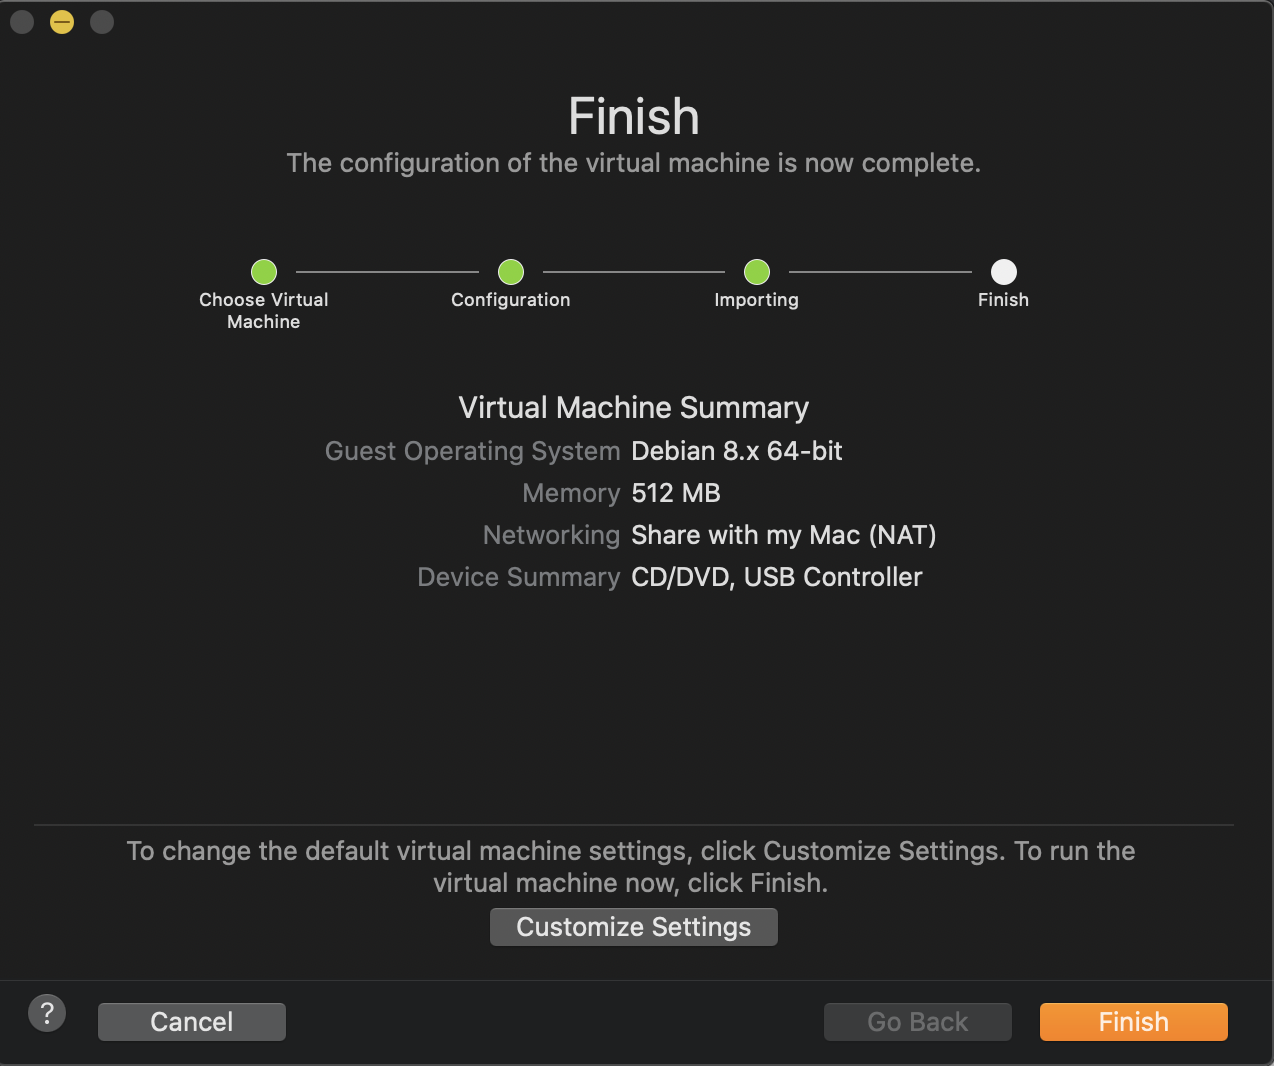 Finish
The configuration of the virtual machine is now complete.
Choose Virtual
Machine
Configuration
Importing
Finish
Virtual Machine Summary
Guest Operating System Debian 8.x 64-bit
Memory 512 MB
Networking Share with my Mac (NAT)
Device Summary CD/DVD, USB Controller
To change the default virtual machine settings, click Customize Settings. To run the
virtual machine now, click Finish.
Customize Settings
? Cancel Go Back Finish